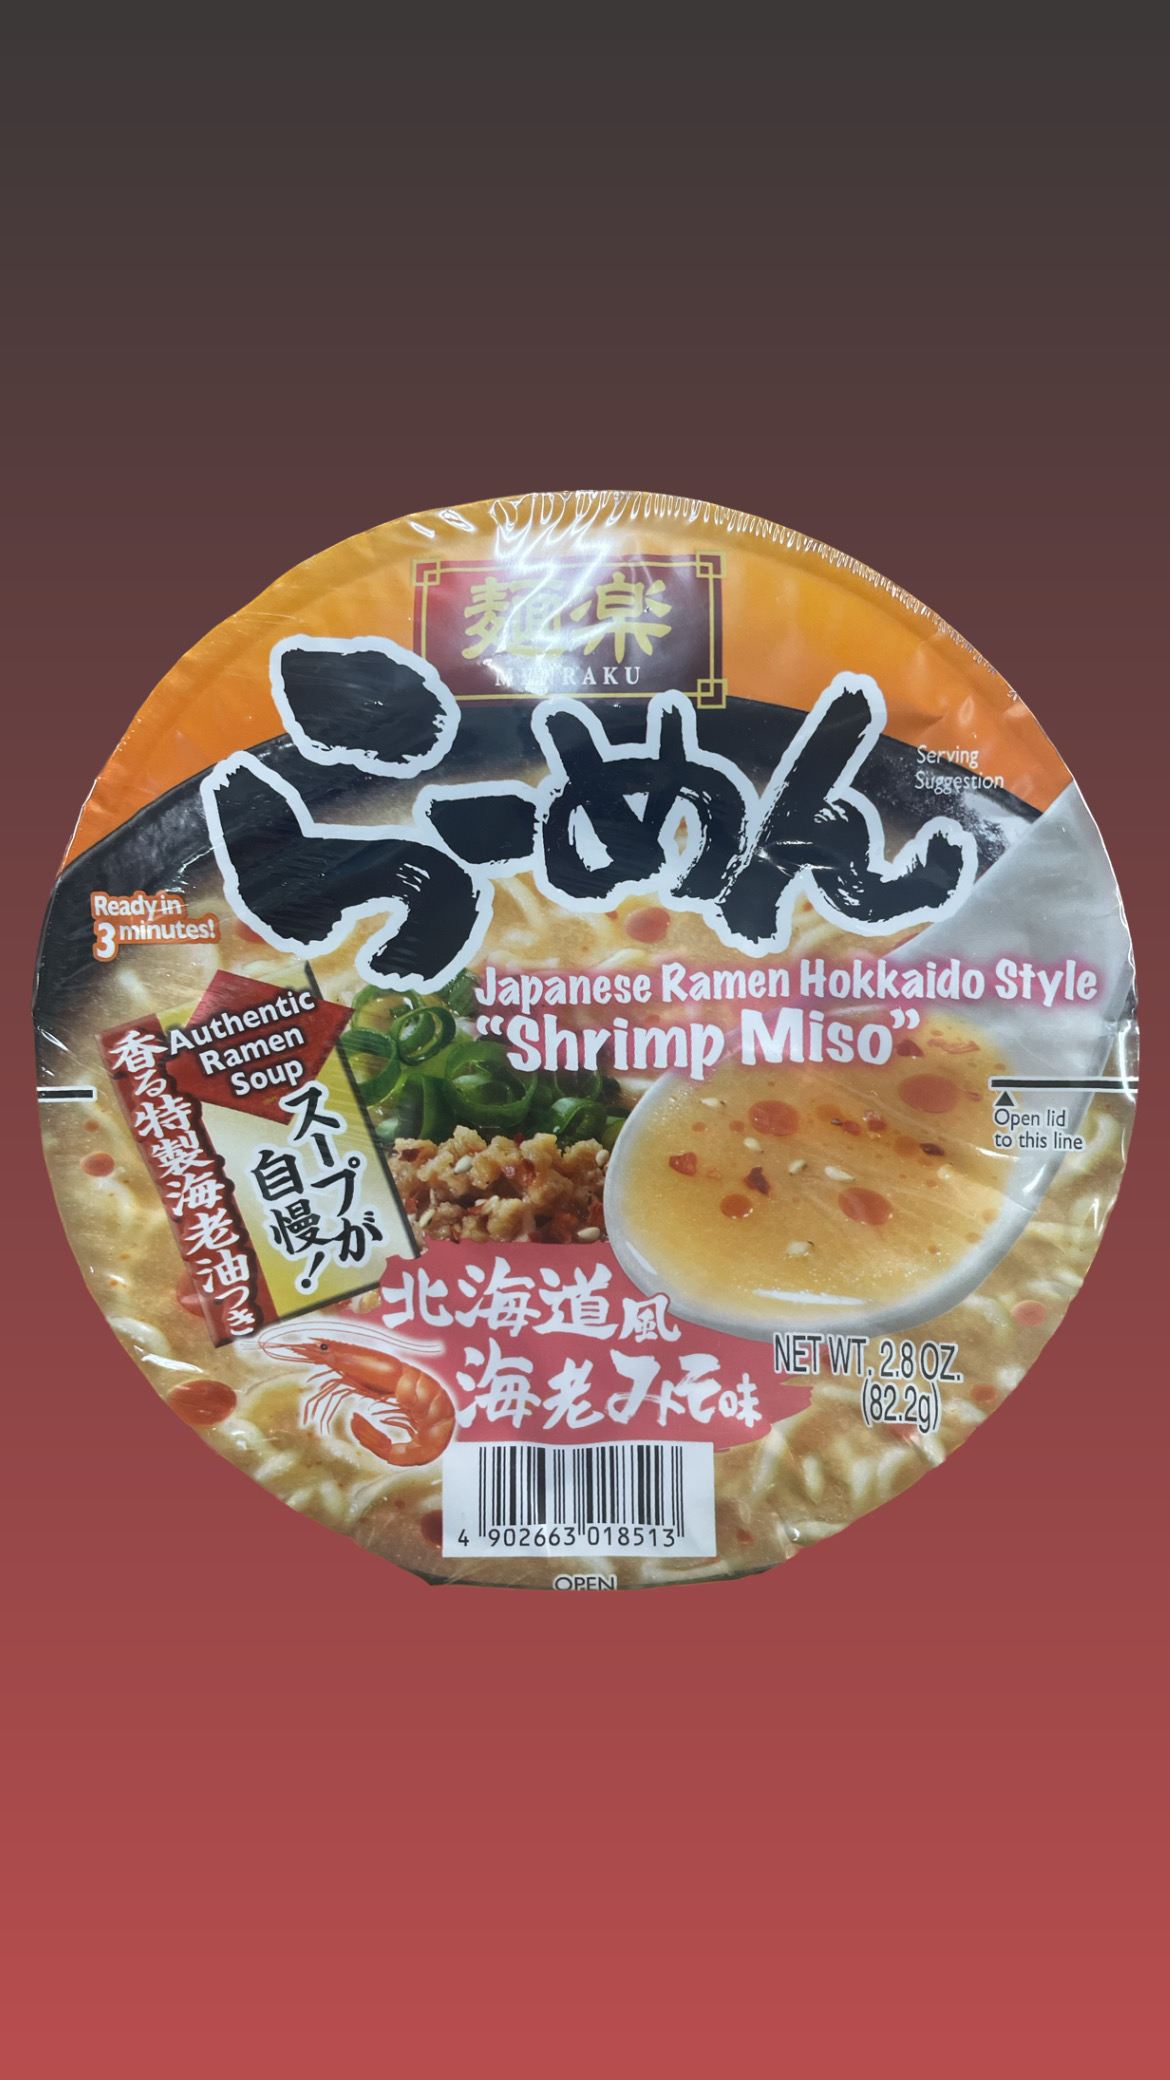 麺楽
MENRAKU
らーめん
Serving
Suggestion
Ready in
3 minutes!
Japanese Ramen Hokkaido Style
“Shrimp Miso”
Authentic
Ramen
Soup
スープが
自慢！
香る特製海老油つき
Open lid
to this line
北海道風
海老みそ味
NET WT. 2.8 OZ.
(82.2g)
4 902663 018513
OPEN